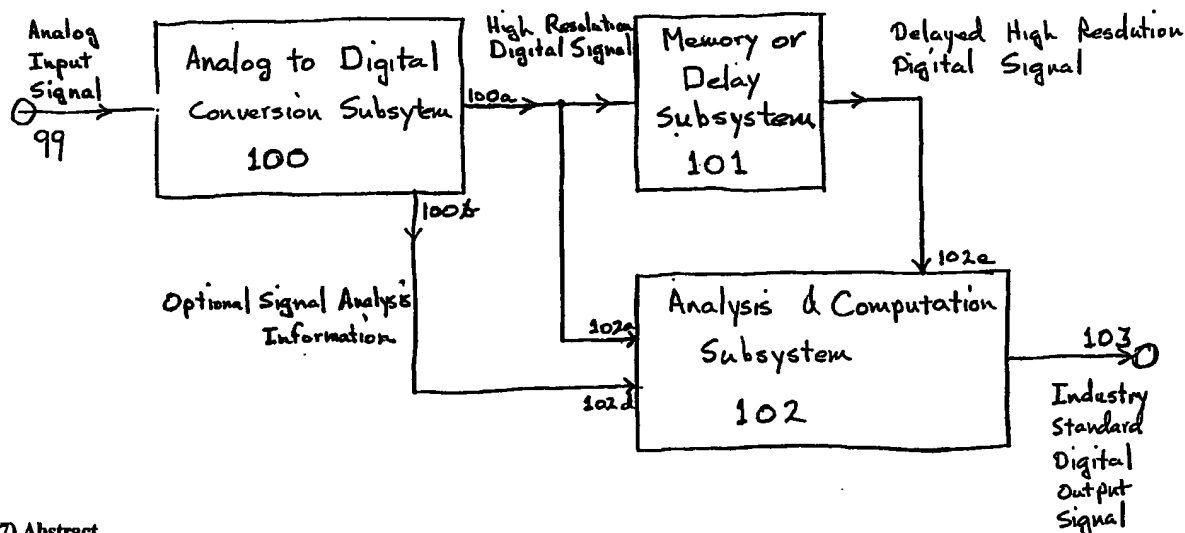 Analog
Input
Signal
99
Analog to Digital
Conversion Subsytem
100
100a
100b
High Resolution
Digital Signal
Memory or
Delay
Subsystem
101
Delayed High Resolution
Digital Signal
Optional Signal Analysis
Information
102a
102d
102e
Analysis & Computation
Subsystem
102
103
Industry
Standard
Digital
Output
Signal
7) Abstract